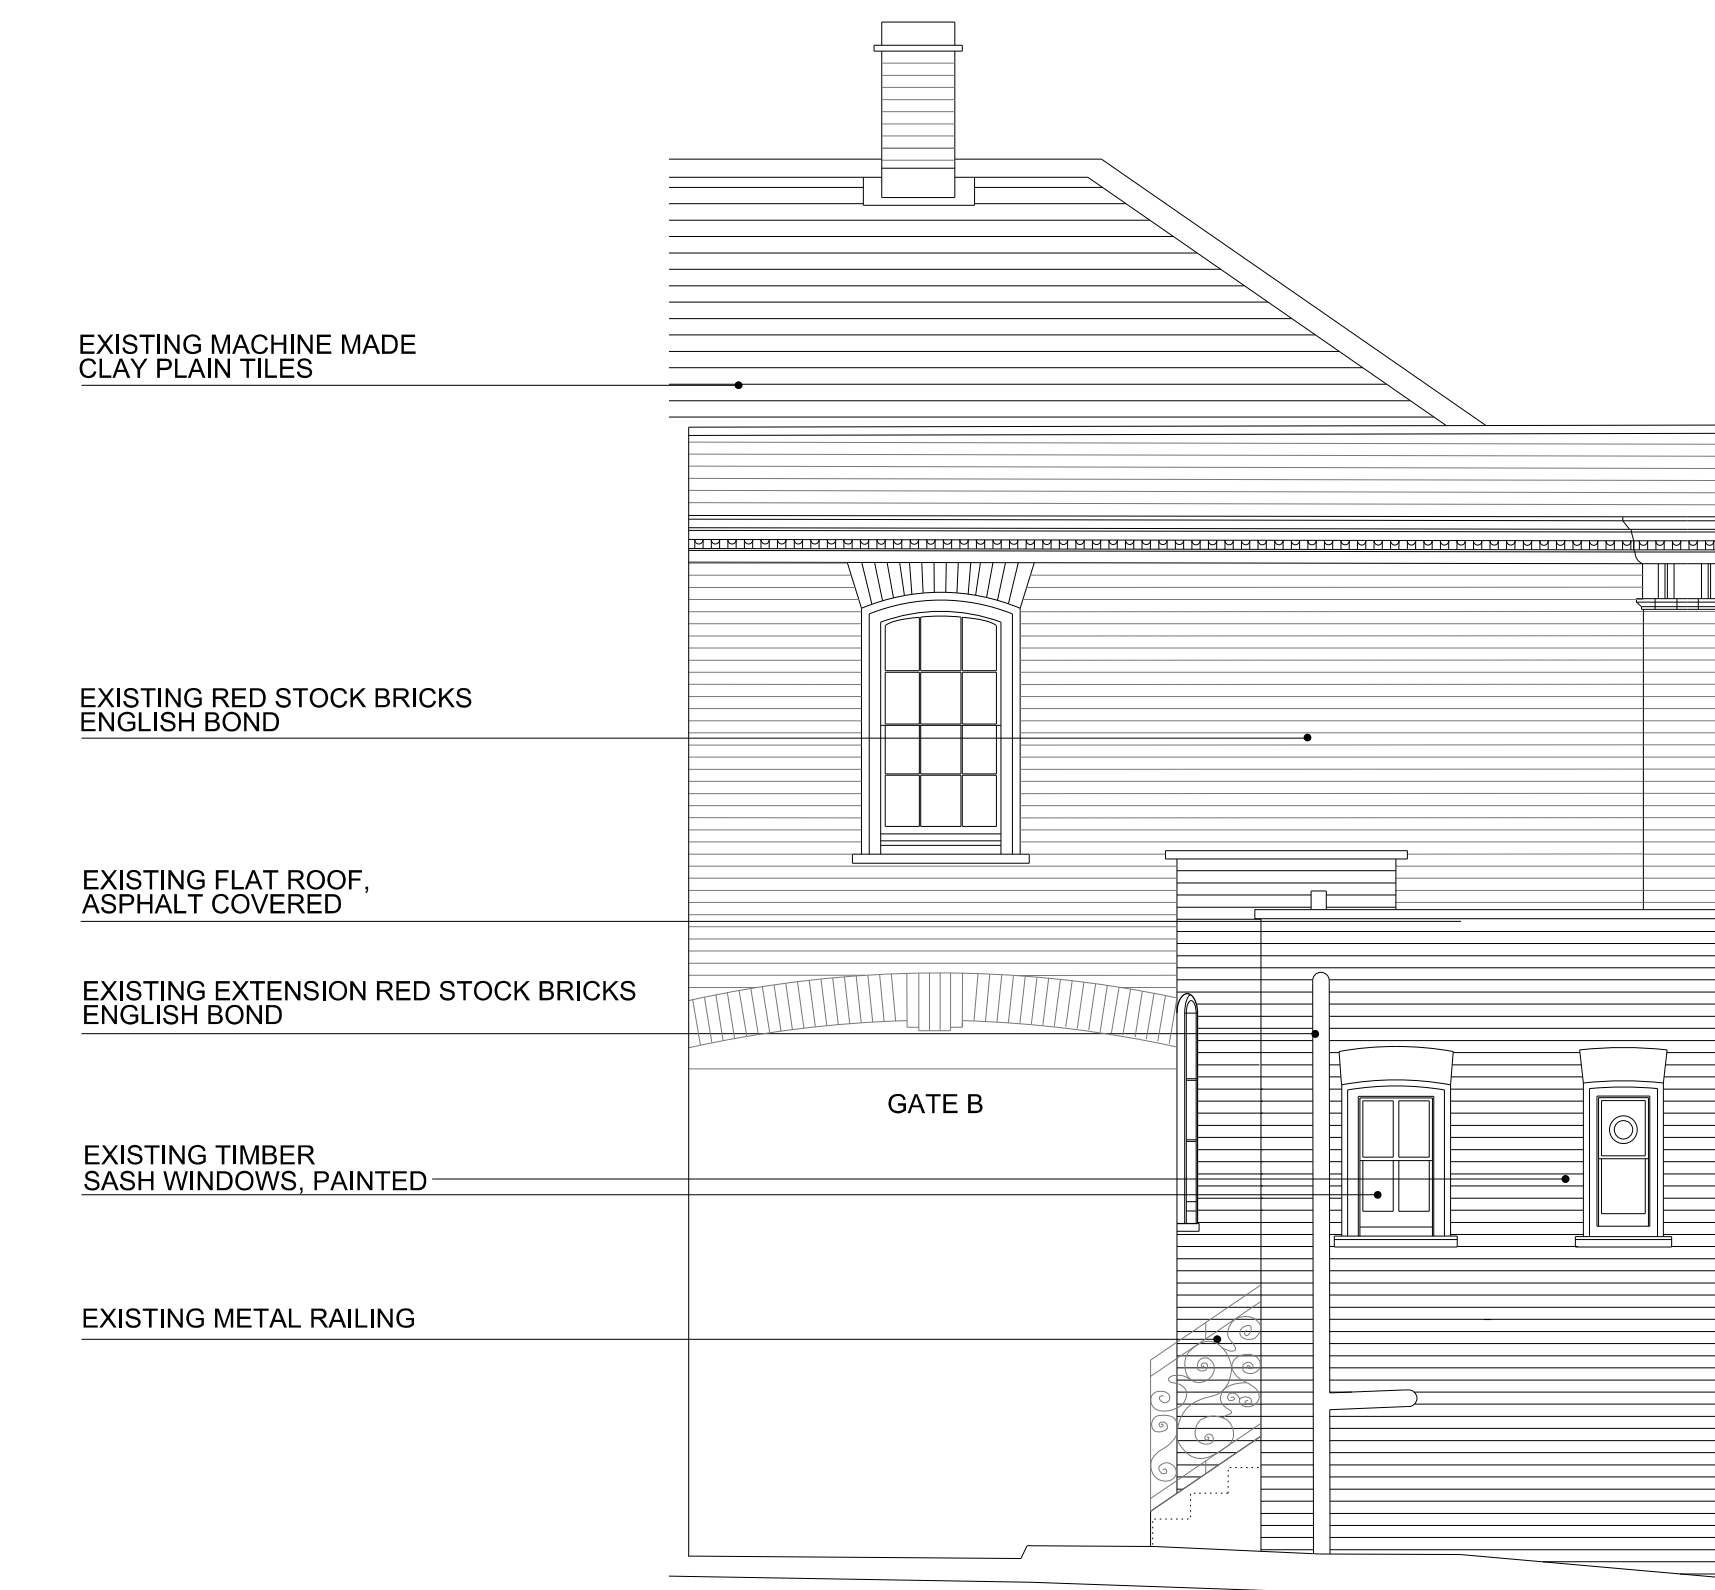 EXISTING MACHINE MADE
CLAY PLAIN TILES
EXISTING RED STOCK BRICKS
ENGLISH BOND
EXISTING FLAT ROOF,
ASPHALT COVERED
EXISTING EXTENSION RED STOCK BRICKS
ENGLISH BOND
GATE B
EXISTING TIMBER
SASH WINDOWS, PAINTED
EXISTING METAL RAILING